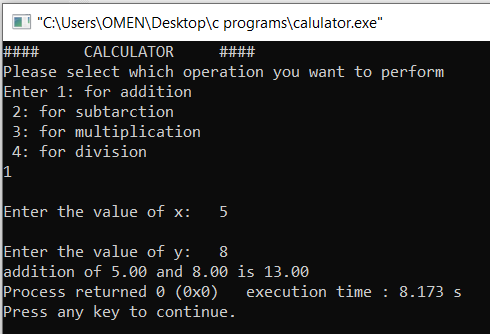 "C:\Users\OMEN\Desktop\c programs\calulator.exe"
####     CALCULATOR     ####
Please select which operation you want to perform
Enter 1: for addition
 2: for subtarction
 3: for multiplication
 4: for division
1
Enter the value of x:   5
Enter the value of y:   8
addition of 5.00 and 8.00 is 13.00
Process returned 0 (0x0)   execution time : 8.173 s
Press any key to continue.